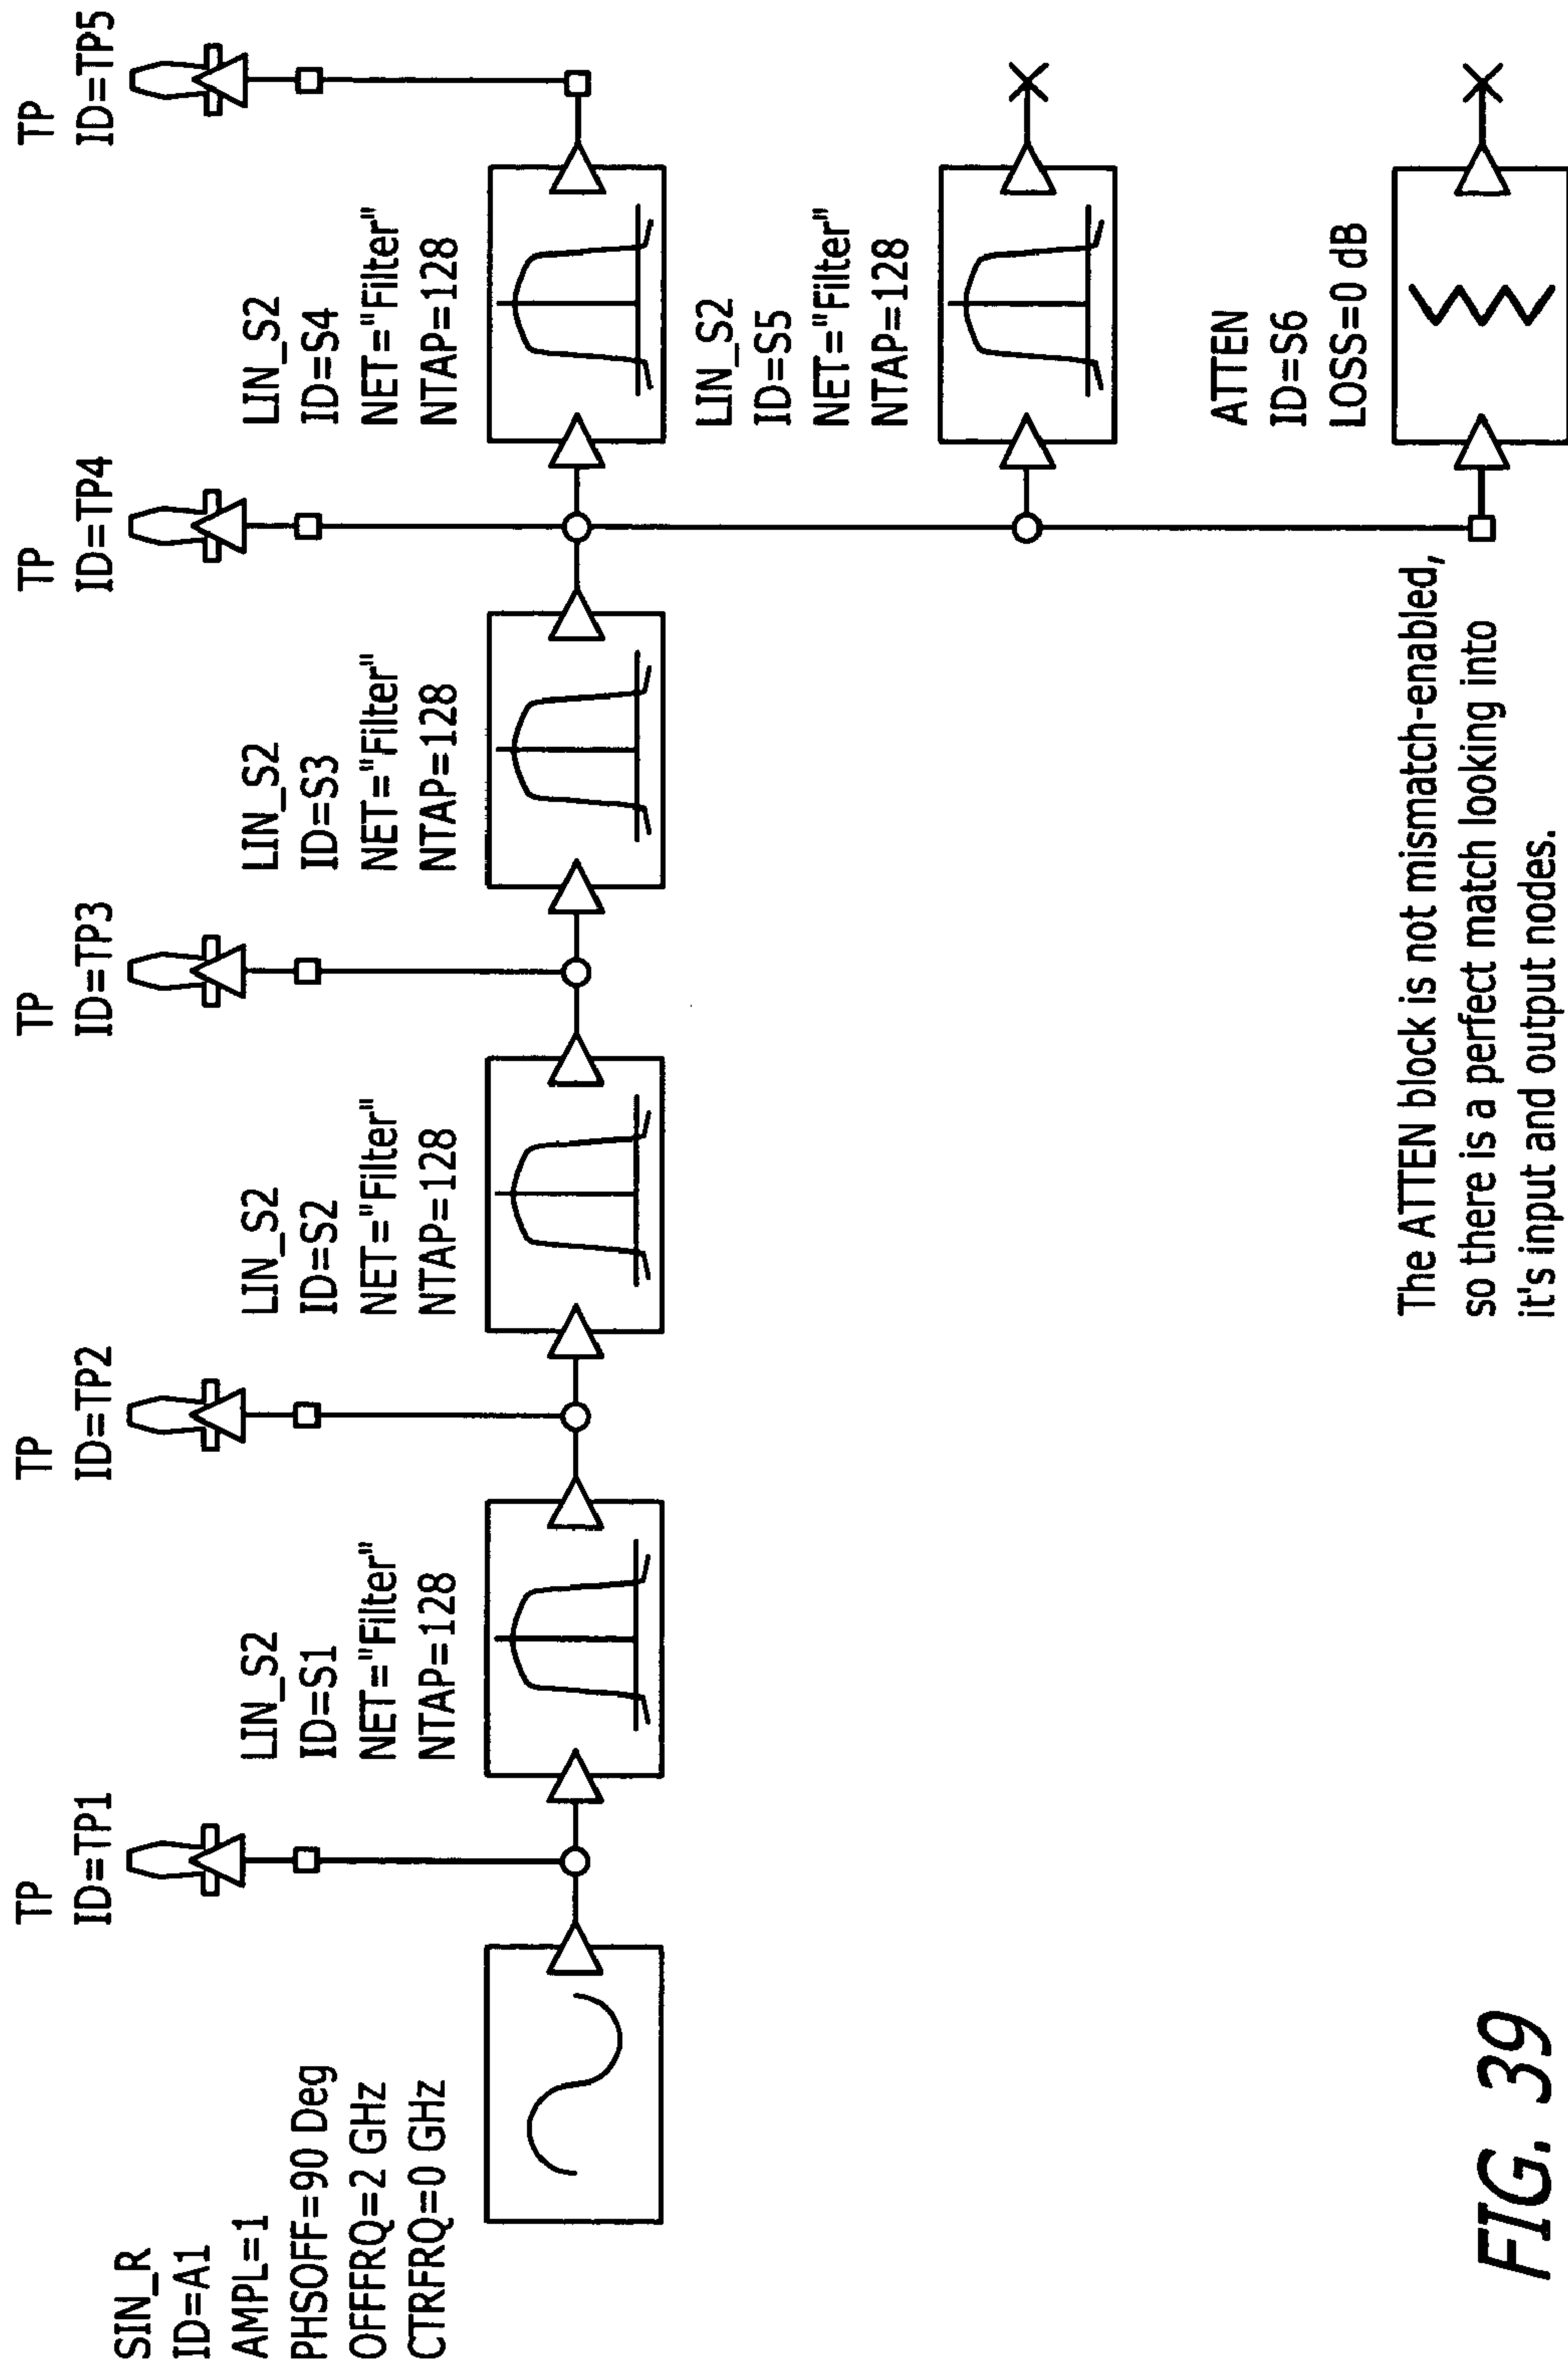 SIN_R
ID=A1
AMPL=1
PHSOFF=90 Deg
OFFFRQ=2 GHz
CTRFRQ=0 GHz
TP
ID=TP1
LIN_S2
ID=S1
NET="Filter"
NTAP=128
TP
ID=TP2
LIN_S2
ID=S2
NET="Filter"
NTAP=128
TP
ID=TP3
LIN_S2
ID=S3
NET="Filter"
NTAP=128
TP
ID=TP4
LIN_S2
ID=S4
NET="Filter"
NTAP=128
TP
ID=TP5
LIN_S2
ID=S5
NET="Filter"
NTAP=128
ATTEN
ID=S6
LOSS=0 dB
The ATTEN block is not mismatch-enabled,
so there is a perfect match looking into
it's input and output nodes.
FIG. 39